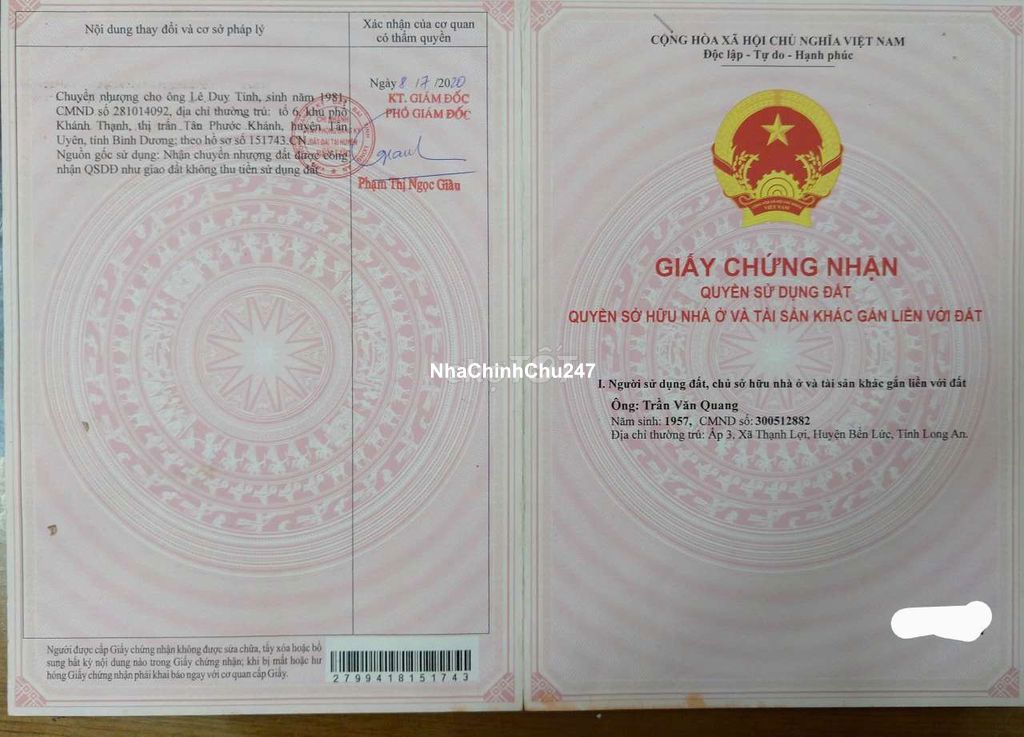 Nội dung thay đổi và cơ sở pháp lý
Xác nhận của cơ quan
có thẩm quyền
Ngày 8 / 7 /2020
Chuyển nhượng cho ông Lê Duy Tính, sinh năm 1981,
CMND số 281014092, địa chỉ thường trú: tổ 6, khu phố
Khánh Thạnh, thị trấn Tân Phước Khánh, huyện Tân
Uyên, tỉnh Bình Dương; theo hồ sơ số 151743.CN
Nguồn gốc sử dụng: Nhận chuyển nhượng đất được công
nhận QSDĐ như giao đất không thu tiền sử dụng đất.
KT. GIÁM ĐỐC
PHÓ GIÁM ĐỐC
Phạm Thị Ngọc Giàu
Người được cấp Giấy chứng nhận không được sửa chữa, tẩy xóa hoặc bổ
sung bất kỳ nội dung nào trong Giấy chứng nhận; khi bị mất hoặc hư
hỏng Giấy chứng nhận phải khai báo ngay với cơ quan cấp Giấy.
2799418151743
CỘNG HÒA XÃ HỘI CHỦ NGHĨA VIỆT NAM
Độc lập - Tự do - Hạnh phúc
VIỆT NAM
GIẤY CHỨNG NHẬN
QUYỀN SỬ DỤNG ĐẤT
QUYỀN SỞ HỮU NHÀ Ở VÀ TÀI SẢN KHÁC GẮN LIỀN VỚI ĐẤT
NhaChinhChu247
I. Người sử dụng đất, chủ sở hữu nhà ở và tài sản khác gắn liền với đất
Ông: Trần Văn Quang
Năm sinh: 1957, CMND số: 300512882
Địa chỉ thường trú: Ấp 3, Xã Thạnh Lợi, Huyện Bến Lức, Tỉnh Long An.